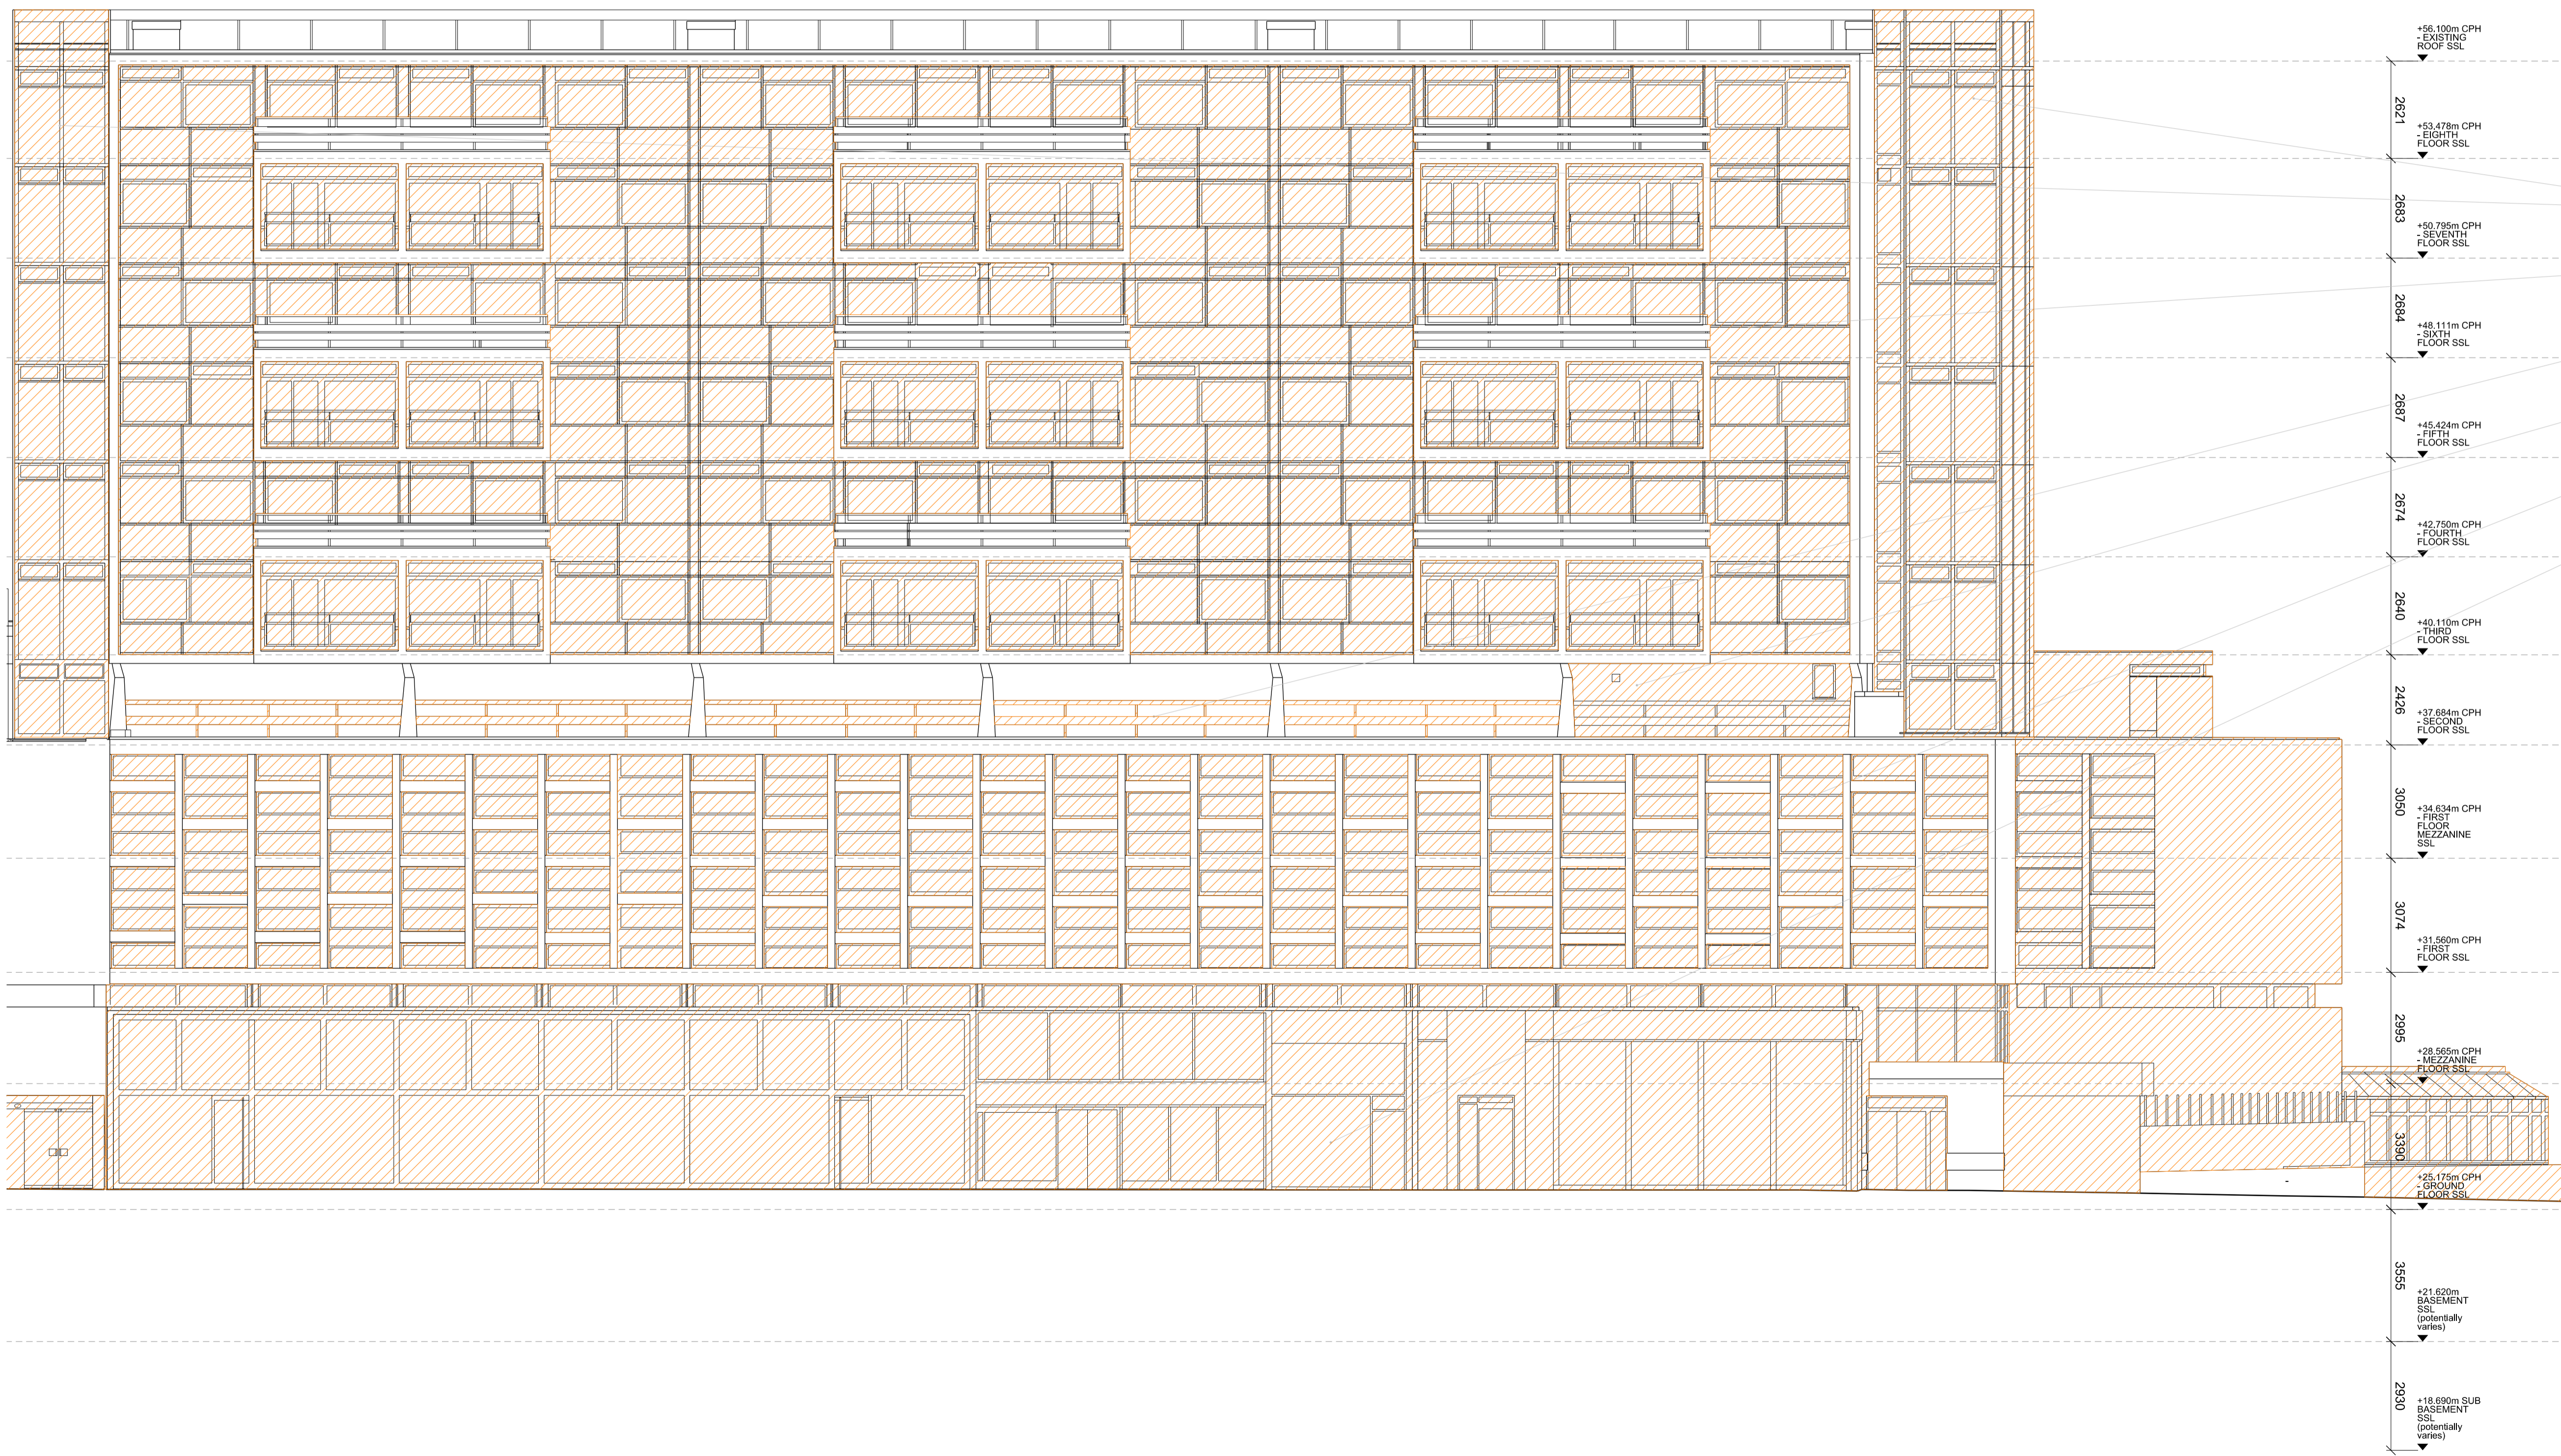 +56.100m CPH
- EXISTING
ROOF SSL
2621
+53.478m CPH
- EIGHTH
FLOOR SSL
2683
+50.795m CPH
- SEVENTH
FLOOR SSL
2684
+48.111m CPH
- SIXTH
FLOOR SSL
2687
+45.424m CPH
- FIFTH
FLOOR SSL
2674
+42.750m CPH
- FOURTH
FLOOR SSL
2640
+40.110m CPH
- THIRD
FLOOR SSL
2426
+37.684m CPH
- SECOND
FLOOR SSL
3050
+34.634m CPH
- FIRST
FLOOR
MEZZANINE
SSL
3074
+31.560m CPH
- FIRST
FLOOR SSL
2995
+28.565m CPH
- MEZZANINE
FLOOR SSL
3390
+25.175m CPH
- GROUND
FLOOR SSL
3555
+21.620m
BASEMENT
SSL
(potentially
varies)
2930
+18.690m SUB
BASEMENT
SSL
(potentially
varies)